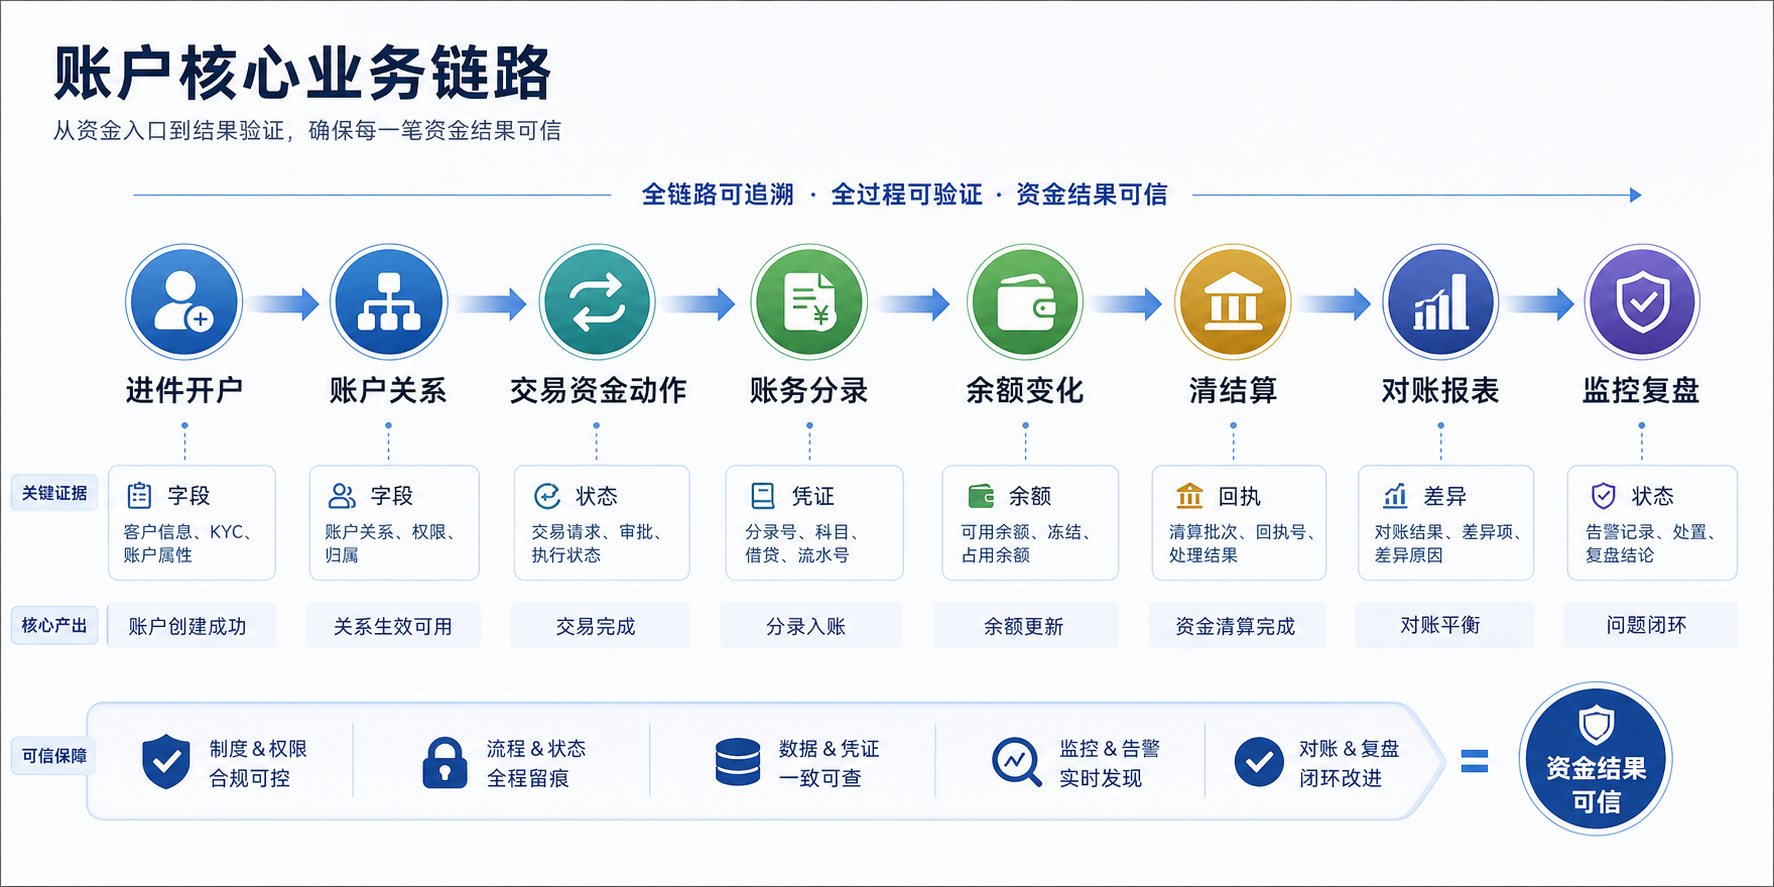 账户核心业务链路
从资金入口到结果验证，确保每一笔资金结果可信
全链路可追溯 · 全过程可验证 · 资金结果可信
进件开户
账户关系
交易资金动作
账务分录
余额变化
清结算
对账报表
监控复盘
关键证据
字段
客户信息、KYC、
账户属性
字段
账户关系、权限、
归属
状态
交易请求、审批、
执行状态
凭证
分录号、科目、
借贷、流水号
余额
可用余额、冻结、
占用余额
回执
清算批次、回执号、
处理结果
差异
对账结果、差异项、
差异原因
状态
告警记录、处置、
复盘结论
核心产出
账户创建成功
关系生效可用
交易完成
分录入账
余额更新
资金清算完成
对账平衡
问题闭环
可信保障
制度＆权限
合规可控
流程＆状态
全程留痕
数据＆凭证
一致可查
监控＆告警
实时发现
对账＆复盘
闭环改进
=
资金结果
可信